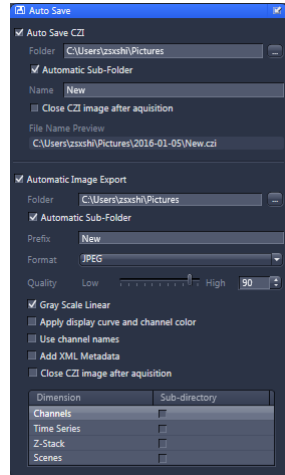 Auto Save
Auto Save CZI
Folder C:\Users\zsxshi\Pictures ...
Automatic Sub-Folder
Name New
Close CZI image after aquisition
File Name Preview
C:\Users\zsxshi\Pictures\2016-01-05\New.czi
Automatic Image Export
Folder C:\Users\zsxshi\Pictures ...
Automatic Sub-Folder
Prefix New
Format JPEG
Quality Low High 90
Gray Scale Linear
Apply display curve and channel color
Use channel names
Add XML Metadata
Close CZI image after aquisition
Dimension Sub-directory
Channels
Time Series
Z-Stack
Scenes